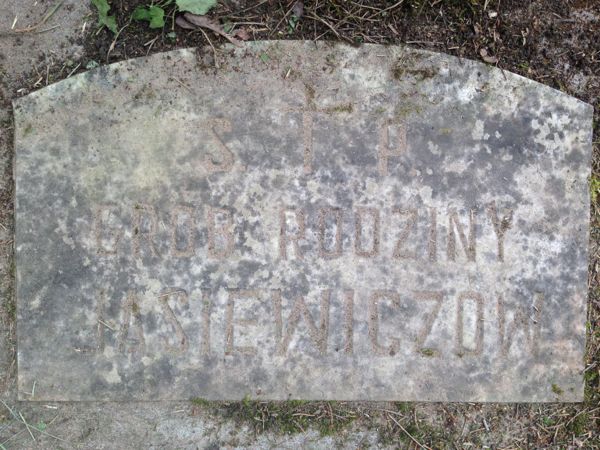 S. † P.
GRÓB RODZINY
JASIEWICZÓW